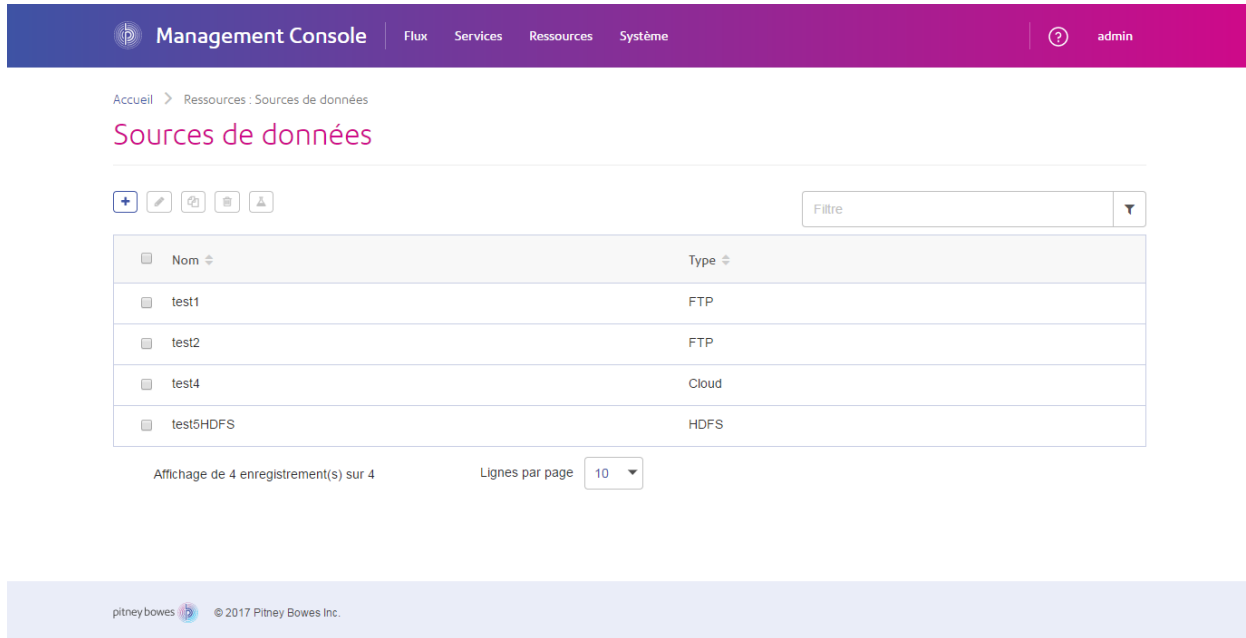 Management Console Flux Services Ressources Système ? admin
Accueil > Ressources : Sources de données
Sources de données
Filtre
Nom Type
test1 FTP
test2 FTP
test4 Cloud
test5HDFS HDFS
Affichage de 4 enregistrement(s) sur 4 Lignes par page 10
pitney bowes © 2017 Pitney Bowes Inc.